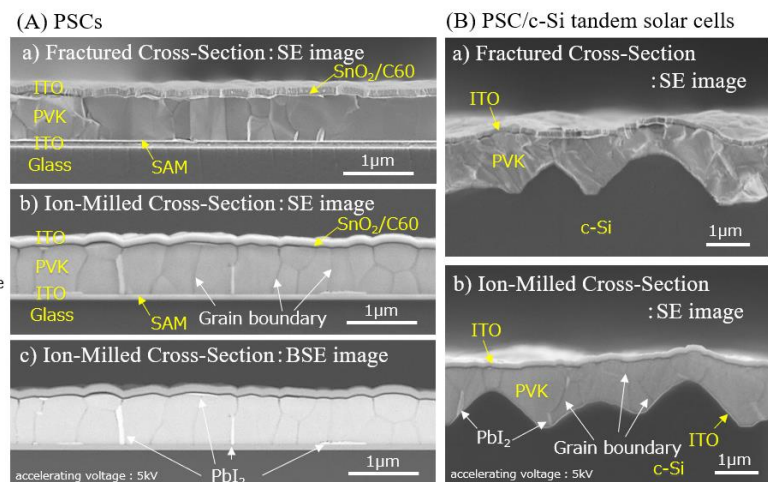 (A) PSCs
a) Fractured Cross-Section : SE image
SnO2/C60
ITO
PVK
ITO
Glass
SAM
1μm
b) Ion-Milled Cross-Section : SE image
SnO2/C60
ITO
PVK
ITO
Glass
SAM
Grain boundary
1μm
c) Ion-Milled Cross-Section : BSE image
accelerating voltage : 5kV
PbI2
1μm
(B) PSC/c-Si tandem solar cells
a) Fractured Cross-Section
: SE image
ITO
PVK
c-Si
1μm
b) Ion-Milled Cross-Section
: SE image
ITO
PVK
PbI2
Grain boundary
ITO
c-Si
accelerating voltage : 5kV
1μm